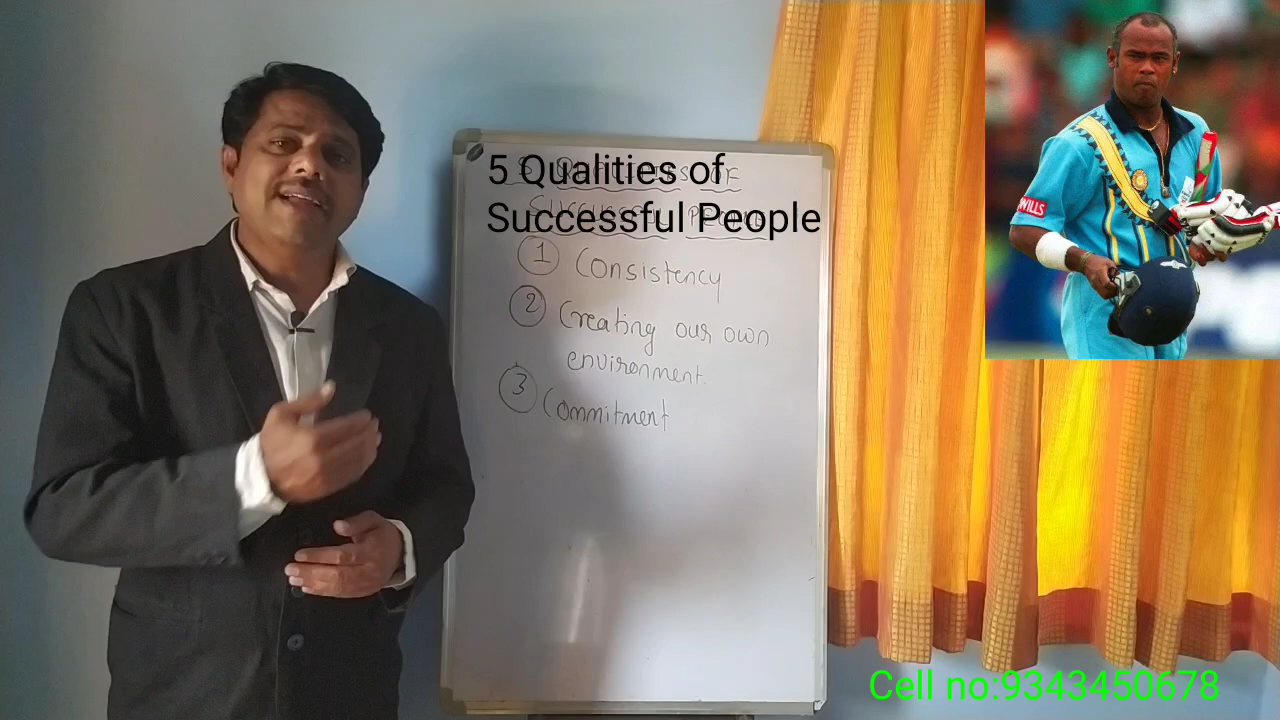 5 Qualities of
Successful People
1 Consistency
2 Creating our own
environment.
3 Commitment
WILLS
Cell no:9343450678